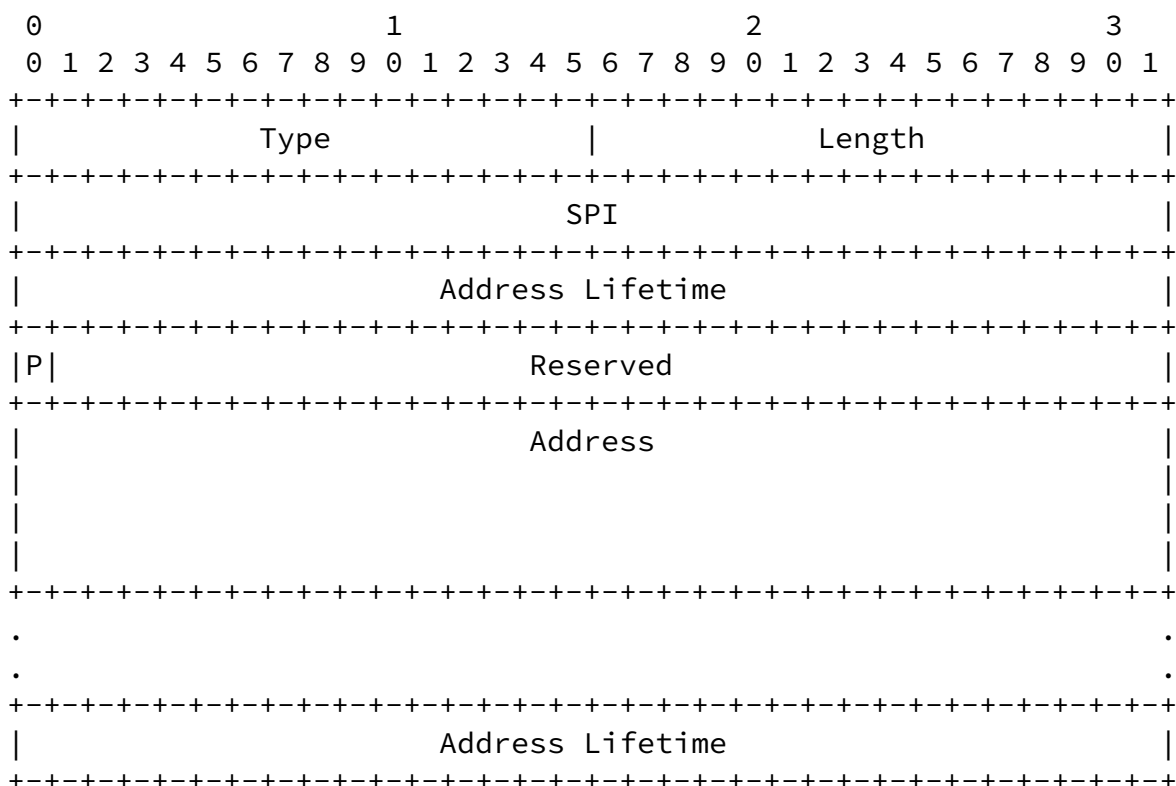 0                   1                   2                   3
 0 1 2 3 4 5 6 7 8 9 0 1 2 3 4 5 6 7 8 9 0 1 2 3 4 5 6 7 8 9 0 1
+-+-+-+-+-+-+-+-+-+-+-+-+-+-+-+-+-+-+-+-+-+-+-+-+-+-+-+-+-+-+-+-+
|             Type              |            Length             |
+-+-+-+-+-+-+-+-+-+-+-+-+-+-+-+-+-+-+-+-+-+-+-+-+-+-+-+-+-+-+-+-+
|                              SPI                              |
+-+-+-+-+-+-+-+-+-+-+-+-+-+-+-+-+-+-+-+-+-+-+-+-+-+-+-+-+-+-+-+-+
|                       Address Lifetime                        |
+-+-+-+-+-+-+-+-+-+-+-+-+-+-+-+-+-+-+-+-+-+-+-+-+-+-+-+-+-+-+-+-+
|P|                          Reserved                           |
+-+-+-+-+-+-+-+-+-+-+-+-+-+-+-+-+-+-+-+-+-+-+-+-+-+-+-+-+-+-+-+-+
|                            Address                            |
|                                                               |
|                                                               |
|                                                               |
+-+-+-+-+-+-+-+-+-+-+-+-+-+-+-+-+-+-+-+-+-+-+-+-+-+-+-+-+-+-+-+-+
.                                                               .
.                                                               .
+-+-+-+-+-+-+-+-+-+-+-+-+-+-+-+-+-+-+-+-+-+-+-+-+-+-+-+-+-+-+-+-+
|                       Address Lifetime                        |
+-+-+-+-+-+-+-+-+-+-+-+-+-+-+-+-+-+-+-+-+-+-+-+-+-+-+-+-+-+-+-+-+